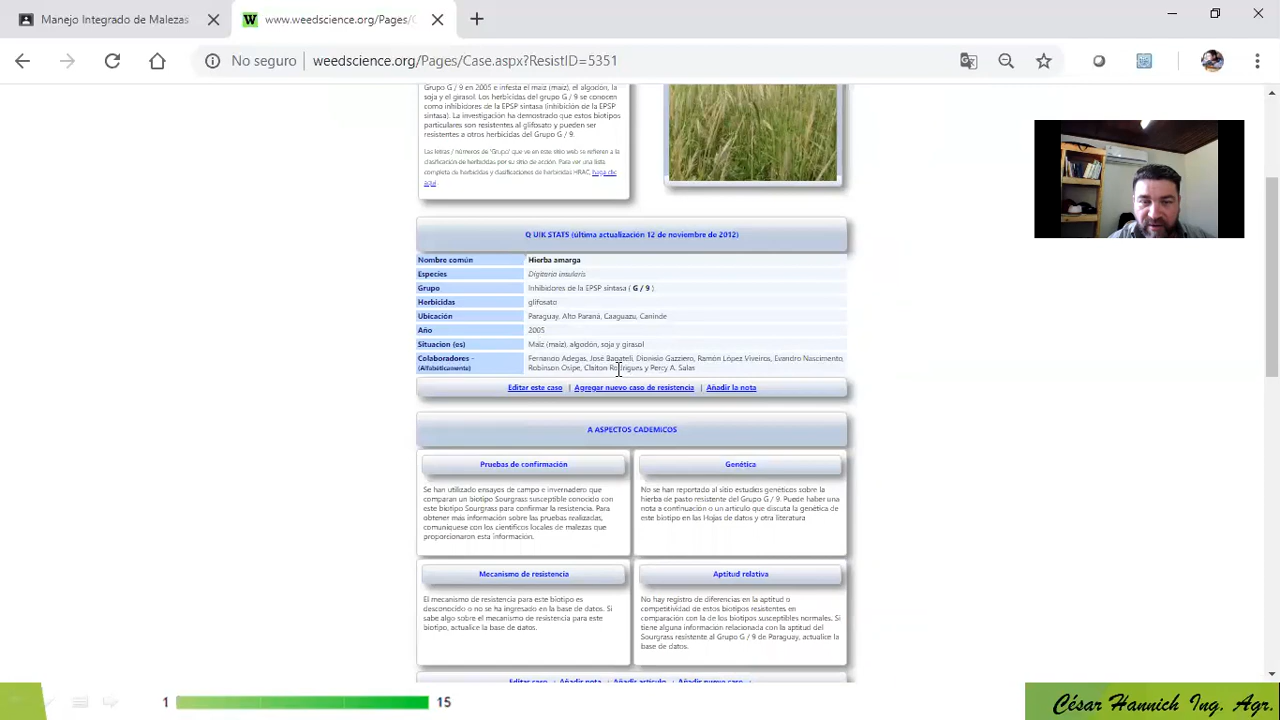 Manejo Integrado de Malezas
www.weedscience.org/Pages/C
No seguro
weedscience.org/Pages/Case.aspx?ResistID=5351
Grupo G / 9 en 2005 e infesta el maíz (maíz), el algodón, la
soja y el girasol. Los herbicidas del grupo G / 9 se conocen
como inhibidores de la EPSP sintasa (inhibición de la EPSP
sintasa). La investigación ha demostrado que estos biotipos
particulares son resistentes al glifosato y pueden ser
resistentes a otros herbicidas del Grupo G / 9.
Las letras / números de 'Grupo' que ve en este sitio web se refieren a la
clasificación de herbicidas por su sitio de acción. Para ver una lista
completa de herbicidas y clasificaciones de herbicidas HRAC, haga clic
aquí
Q UIK STATS (última actualización 12 de noviembre de 2012)
Nombre común Hierba amarga
Especies Digitaria insularis
Grupo Inhibidores de la EPSP sintasa ( G / 9 )
Herbicidas glifosato
Ubicación Paraguay, Alto Paraná, Caaguazu, Caninde
Año 2005
Situacion (es) Maíz (maíz), algodón, soja y girasol
Colaboradores - Fernando Adegas, José Bagateli, Dionisio Gazziero, Ramón López Viveiros, Evandro Nascimento,
(Alfabéticamente) Robinson Osipe, Claiton Rodrigues y Percy A. Salas
Editar este caso | Agregar nuevo caso de resistencia | Añadir la nota
A ASPECTOS CADEMICOS
Pruebas de confirmación
Se han utilizado ensayos de campo e invernadero que
comparan un biotipo Sourgrass susceptible conocido con
este biotipo Sourgrass para confirmar la resistencia. Para
obtener más información sobre las pruebas realizadas,
comuníquese con los científicos locales de malezas que
proporcionaron esta información.
Genética
No se han reportado al sitio estudios genéticos sobre la
hierba de pasto resistente del Grupo G / 9. Puede haber una
nota a continuación o un artículo que discuta la genética de
este biotipo en las Hojas de datos y otra literatura
Mecanismo de resistencia
El mecanismo de resistencia para este biotipo es
desconocido o no se ha ingresado en la base de datos. Si
sabe algo sobre el mecanismo de resistencia para este
biotipo, actualice la base de datos.
Aptitud relativa
No hay registro de diferencias en la aptitud o
competitividad de estos biotipos resistentes en
comparación con la de los biotipos susceptibles normales. Si
tiene alguna información relacionada con la aptitud del
Sourgrass resistente al Grupo G / 9 de Paraguay, actualice la
base de datos.
Editar caso Añadir nota Añadir artículo Añadir nuevo caso
1 15
César Hannich Ing. Agr.